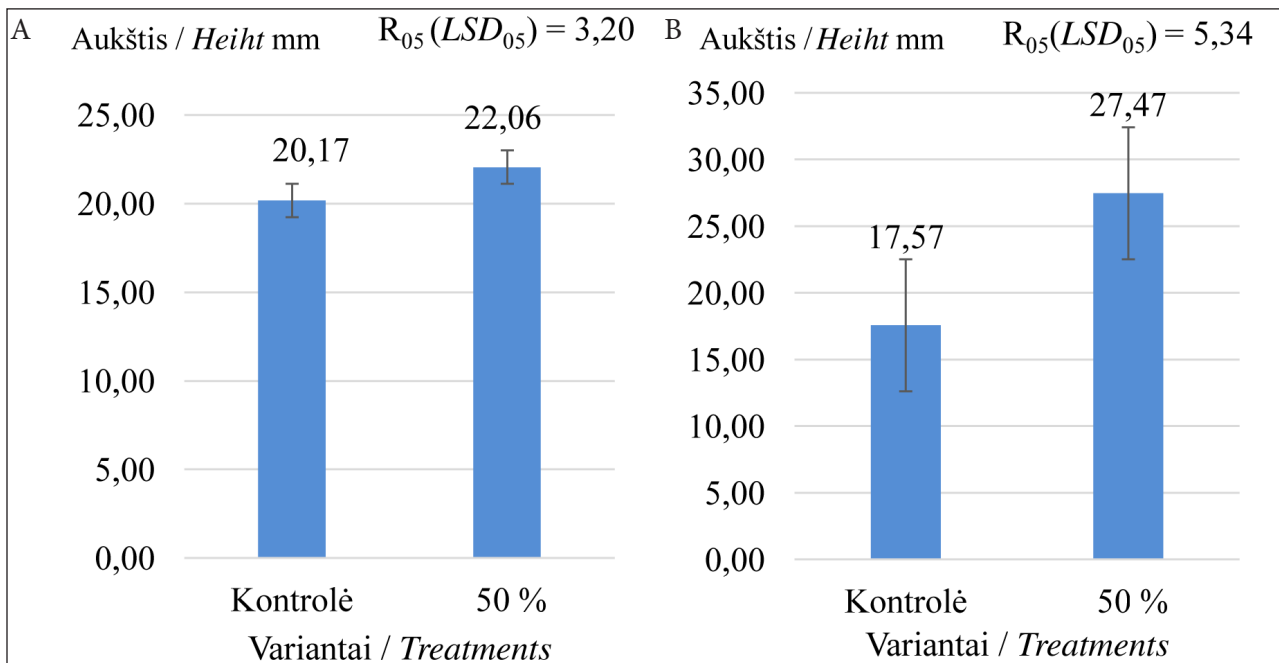 A
Aukštis / Heiht mm
R₀₅ (LSD₀₅) = 3,20
25,00
20,00
15,00
10,00
5,00
0,00
20,17
22,06
Kontrolė
50 %
Variantai / Treatments
B
Aukštis / Heiht mm
R₀₅(LSD₀₅) = 5,34
35,00
30,00
25,00
20,00
15,00
10,00
5,00
0,00
17,57
27,47
Kontrolė
50 %
Variantai / Treatments